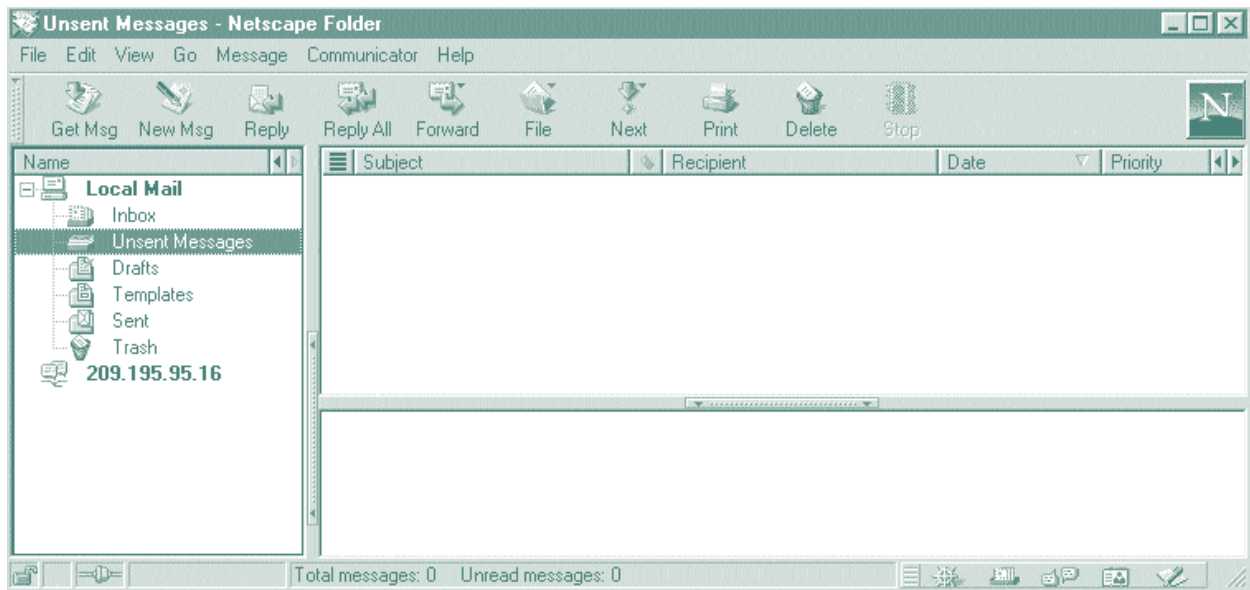 Unsent Messages - Netscape Folder
File Edit View Go Message Communicator Help
Get Msg New Msg Reply Reply All Forward File Next Print Delete Stop
N
Name Subject Recipient Date Priority
Local Mail
Inbox
Unsent Messages
Drafts
Templates
Sent
Trash
209.195.95.16
Total messages: 0 Unread messages: 0